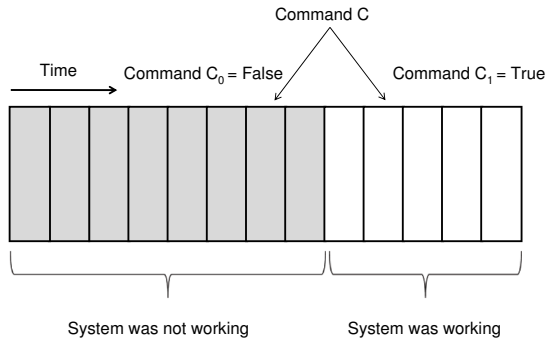 Command C
Time
Command C₀ = False
Command C₁ = True
System was not working
System was working